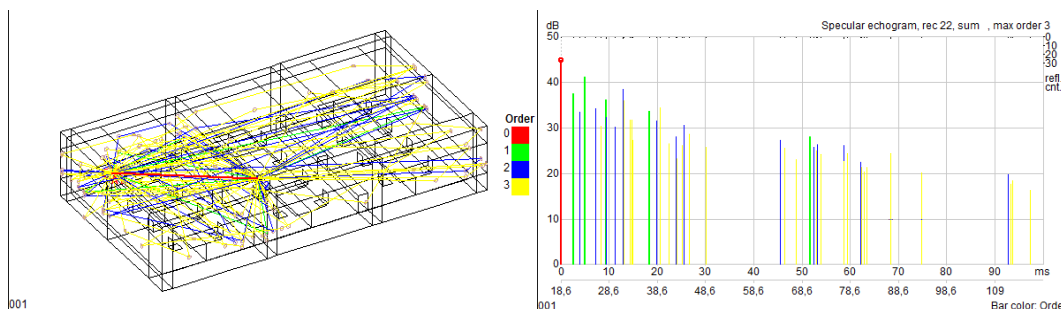 Order
0
1
2
3
001
dB
Specular echogram, rec 22, sum , max order 3
50
40
30
20
10
0
0
-10
-20
-30
refl.
cnt.
0 10 20 30 40 50 60 70 80 90 ms
18,6 28,6 38,6 48,6 58,6 68,6 78,6 88,6 98,6 109
001
Bar color: Orde